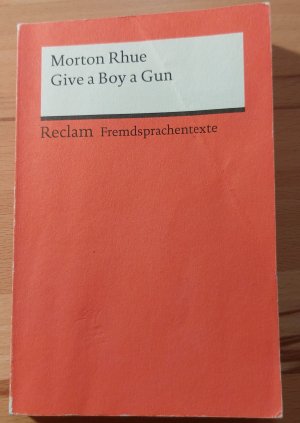 Morton Rhue
Give a Boy a Gun
Reclam Fremdsprachentexte